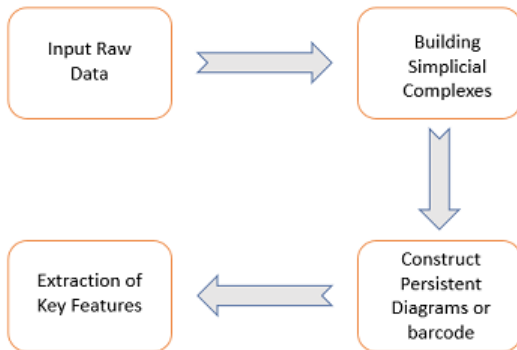 Input Raw
Data
Building
Simplicial
Complexes
Construct
Persistent
Diagrams or
barcode
Extraction of
Key Features